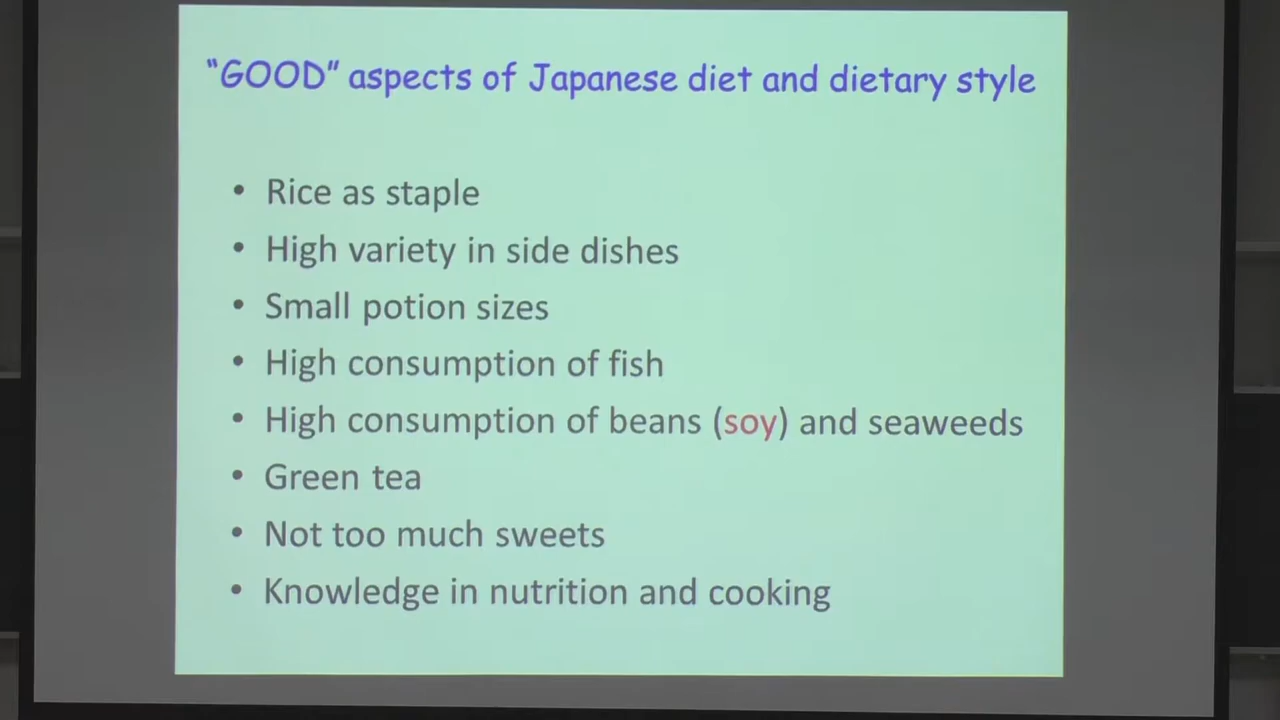 "GOOD" aspects of Japanese diet and dietary style
• Rice as staple
• High variety in side dishes
• Small potion sizes
• High consumption of fish
• High consumption of beans (soy) and seaweeds
• Green tea
• Not too much sweets
• Knowledge in nutrition and cooking